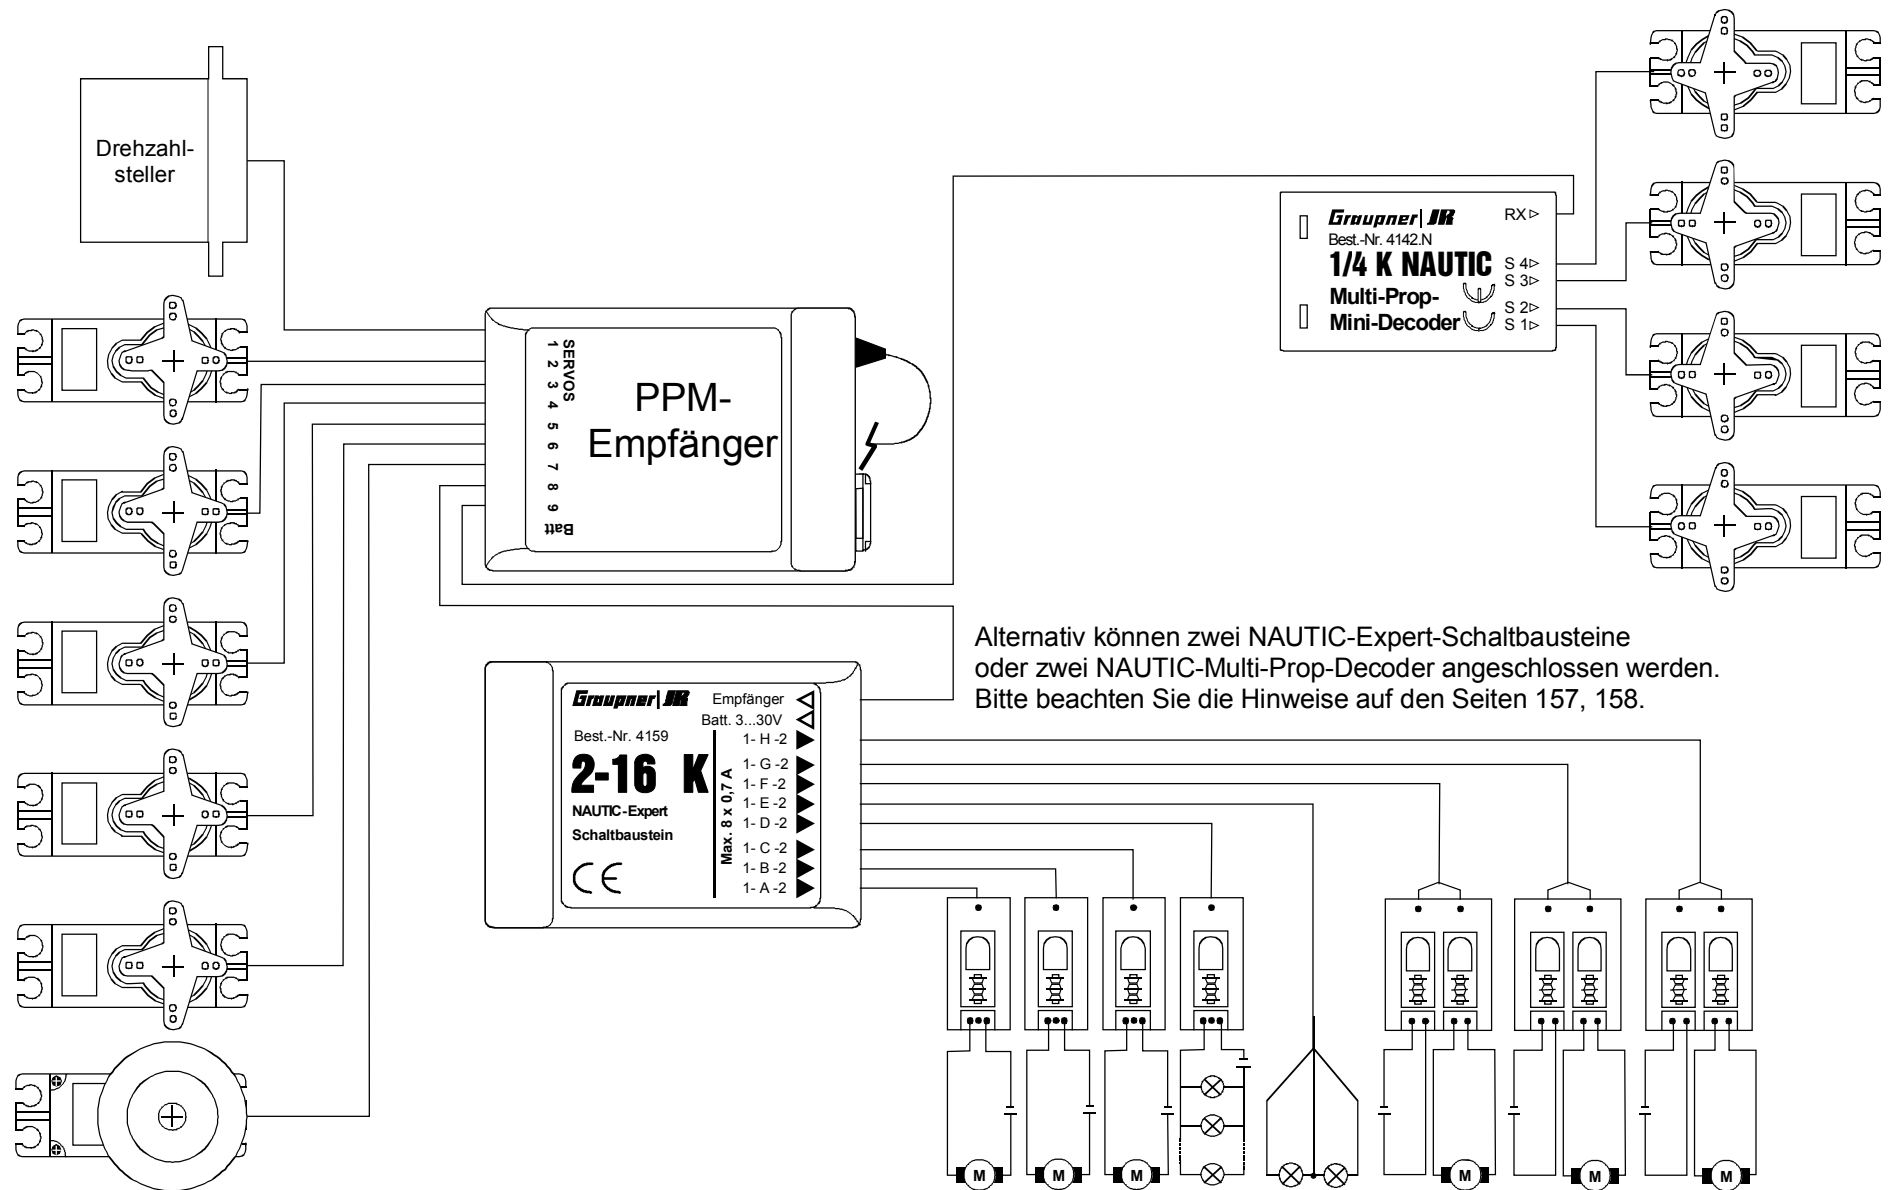 Drehzahl-
steller
SERVOS
1 2 3 4 5 6 7 8 9
Batt
PPM-
Empfänger
Graupner|JR
Best.-Nr. 4142.N
1/4 K NAUTIC
Multi-Prop-
Mini-Decoder
RX
S 4
S 3
S 2
S 1
Alternativ können zwei NAUTIC-Expert-Schaltbausteine
oder zwei NAUTIC-Multi-Prop-Decoder angeschlossen werden.
Bitte beachten Sie die Hinweise auf den Seiten 157, 158.
Graupner|JR
Best.-Nr. 4159
2-16 K
NAUTIC-Expert
Schaltbaustein
CE
Max. 8 x 0,7 A
Empfänger
Batt. 3...30V
1- H -2
1- G -2
1- F -2
1- E -2
1- D -2
1- C -2
1- B -2
1- A -2
M
M
M
M
M
M